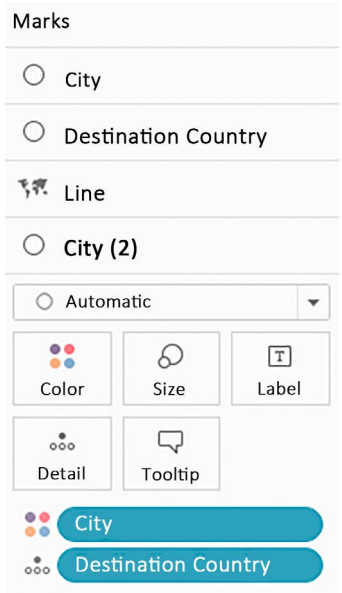 Marks
City
Destination Country
Line
City (2)
Automatic
Color Size Label
Detail Tooltip
City
Destination Country